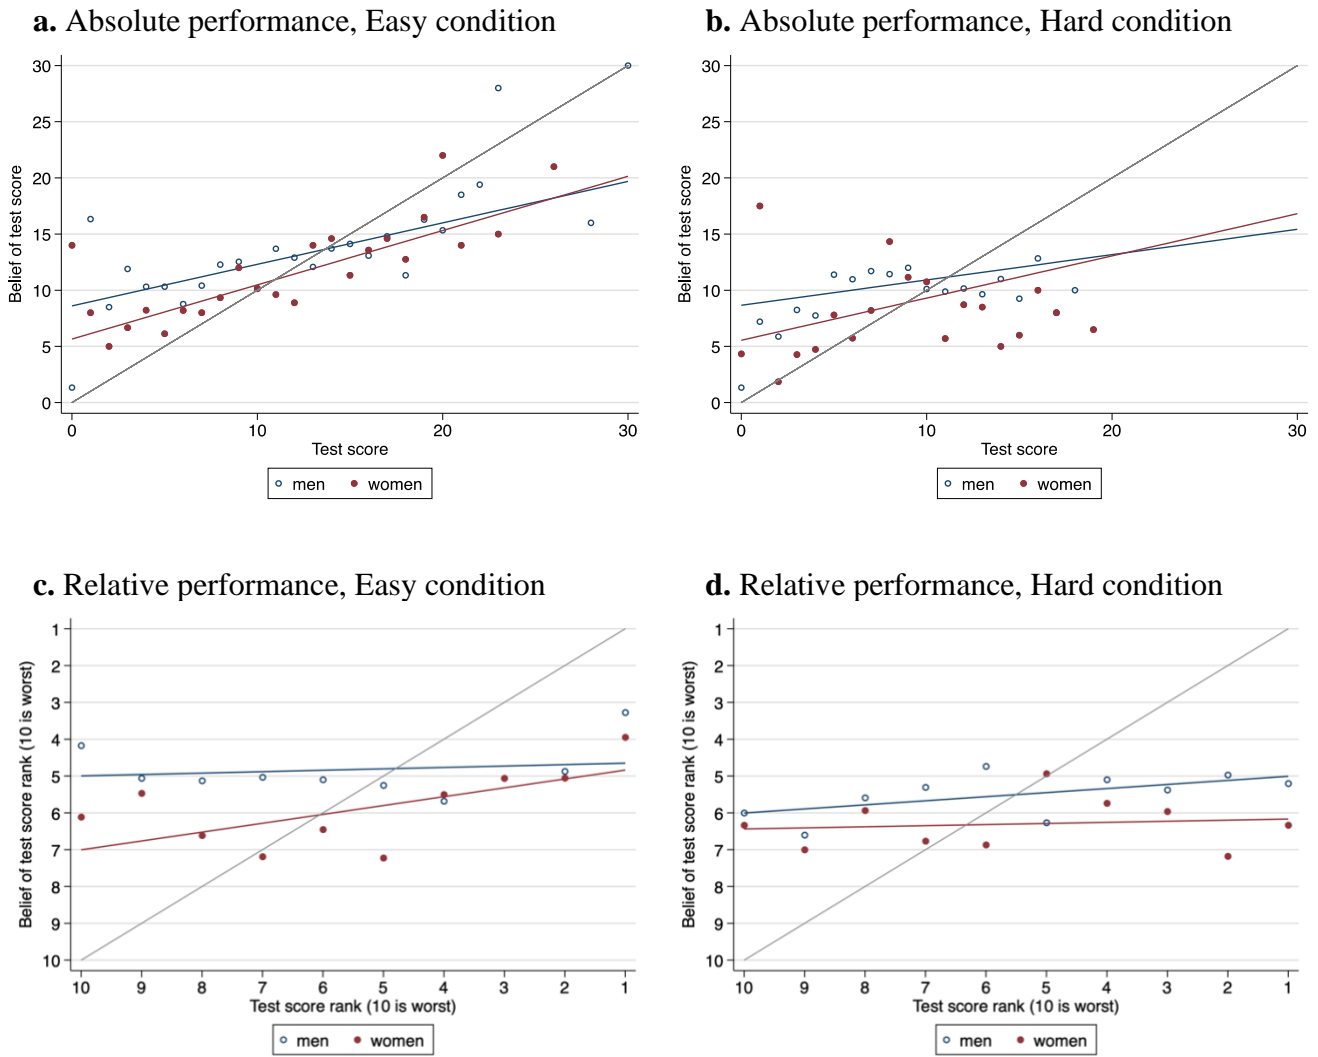 a. Absolute performance, Easy condition
30
25
20
15
10
5
0
Belief of test score
0 10 20 30
Test score
men women
b. Absolute performance, Hard condition
30
25
20
15
10
5
0
Belief of test score
0 10 20 30
Test score
men women
c. Relative performance, Easy condition
1
2
3
4
5
6
7
8
9
10
Belief of test score rank (10 is worst)
10 9 8 7 6 5 4 3 2 1
Test score rank (10 is worst)
men women
d. Relative performance, Hard condition
1
2
3
4
5
6
7
8
9
10
Belief of test score rank (10 is worst)
10 9 8 7 6 5 4 3 2 1
Test score rank (10 is worst)
men women